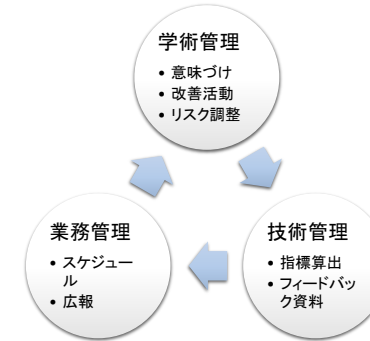 学術管理
• 意味づけ
• 改善活動
• リスク調整
業務管理
• スケジュー
ル
• 広報
技術管理
• 指標算出
• フィードバッ
ク資料